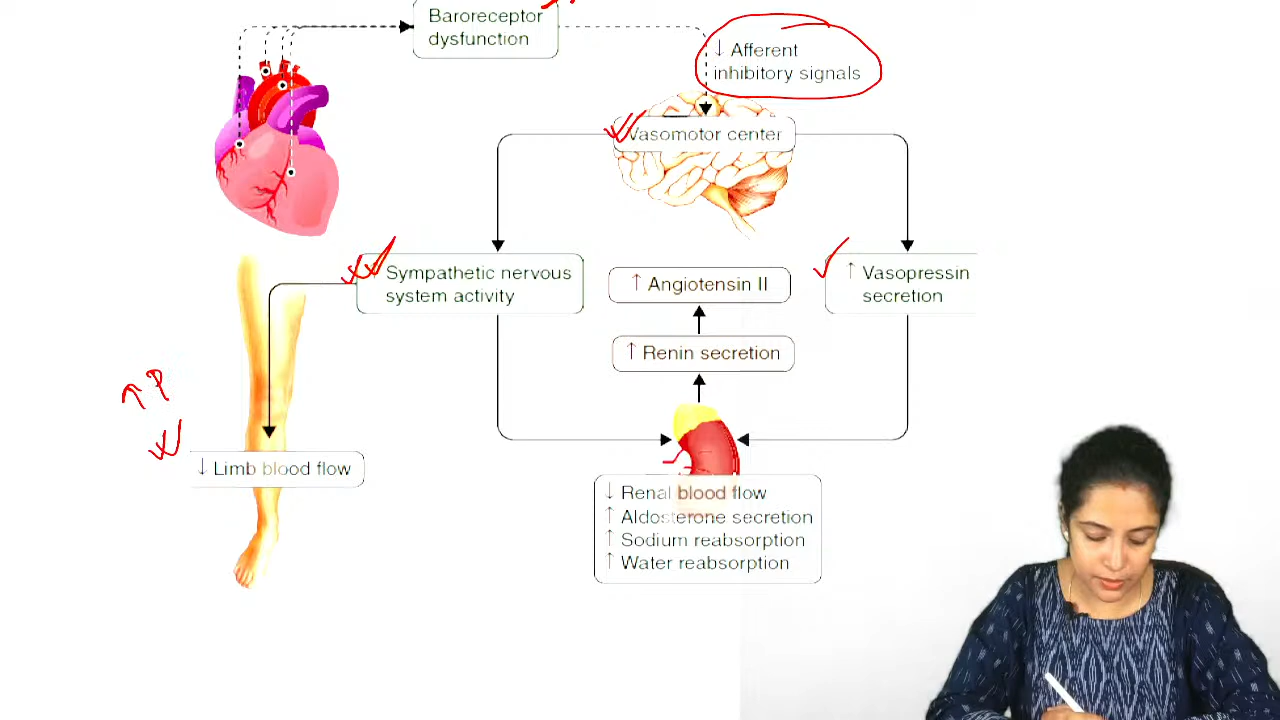 Baroreceptor
dysfunction
↓ Afferent
inhibitory signals
Vasomotor center
Sympathetic nervous
system activity
↑ Angiotensin II
↑ Vasopressin
secretion
↑ Renin secretion
↑ P
↓ Limb blood flow
↓ Renal blood flow
↑ Aldosterone secretion
↑ Sodium reabsorption
↑ Water reabsorption